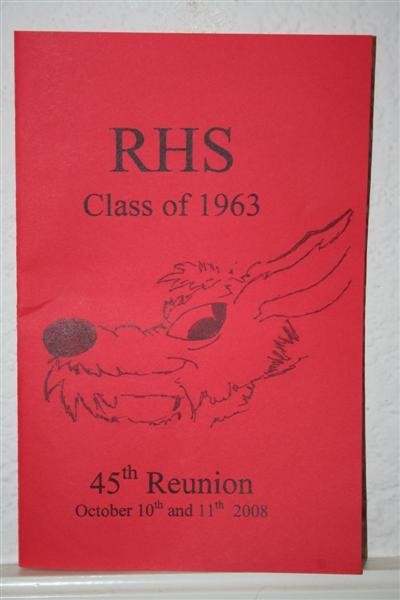 RHS
Class of 1963
45th Reunion
October 10th and 11th 2008